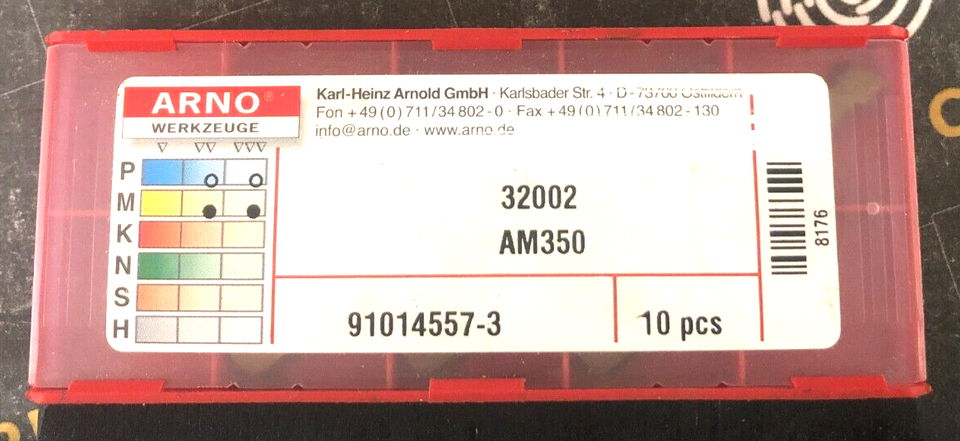 ARNO®
WERKZEUGE
Karl-Heinz Arnold GmbH · Karlsbader Str. 4 · D - 73760 Ostfildern
Fon +49 (0) 711/34 802 - 0 · Fax +49 (0) 711/34 802 - 130
info@arno.de · www.arno.de
P
M
K
N
S
H
32002
AM350
91014557-3
10 pcs
8176